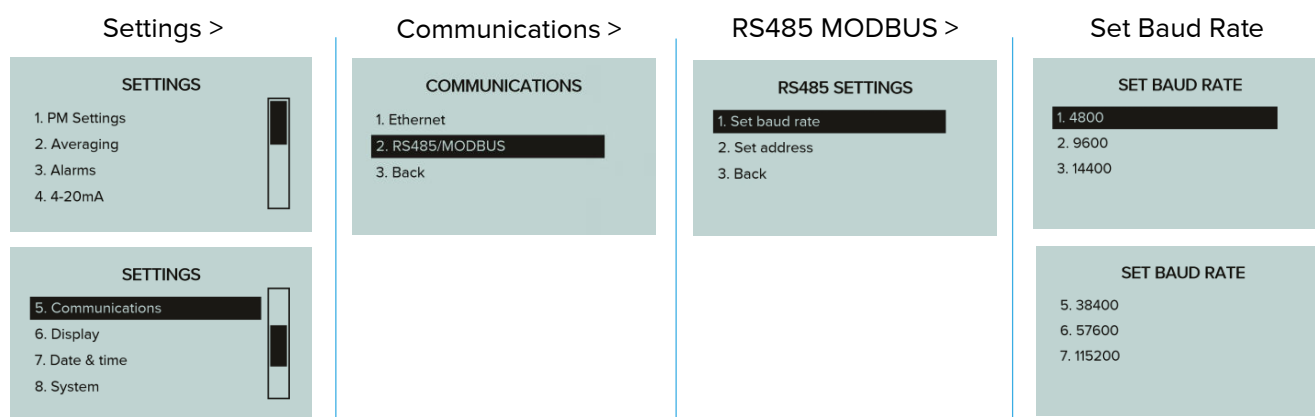 Settings >
SETTINGS
1. PM Settings
2. Averaging
3. Alarms
4. 4-20mA
SETTINGS
5. Communications
6. Display
7. Date & time
8. System
Communications >
COMMUNICATIONS
1. Ethernet
2. RS485/MODBUS
3. Back
RS485 MODBUS >
RS485 SETTINGS
1. Set baud rate
2. Set address
3. Back
Set Baud Rate
SET BAUD RATE
1. 4800
2. 9600
3. 14400
SET BAUD RATE
5. 38400
6. 57600
7. 115200